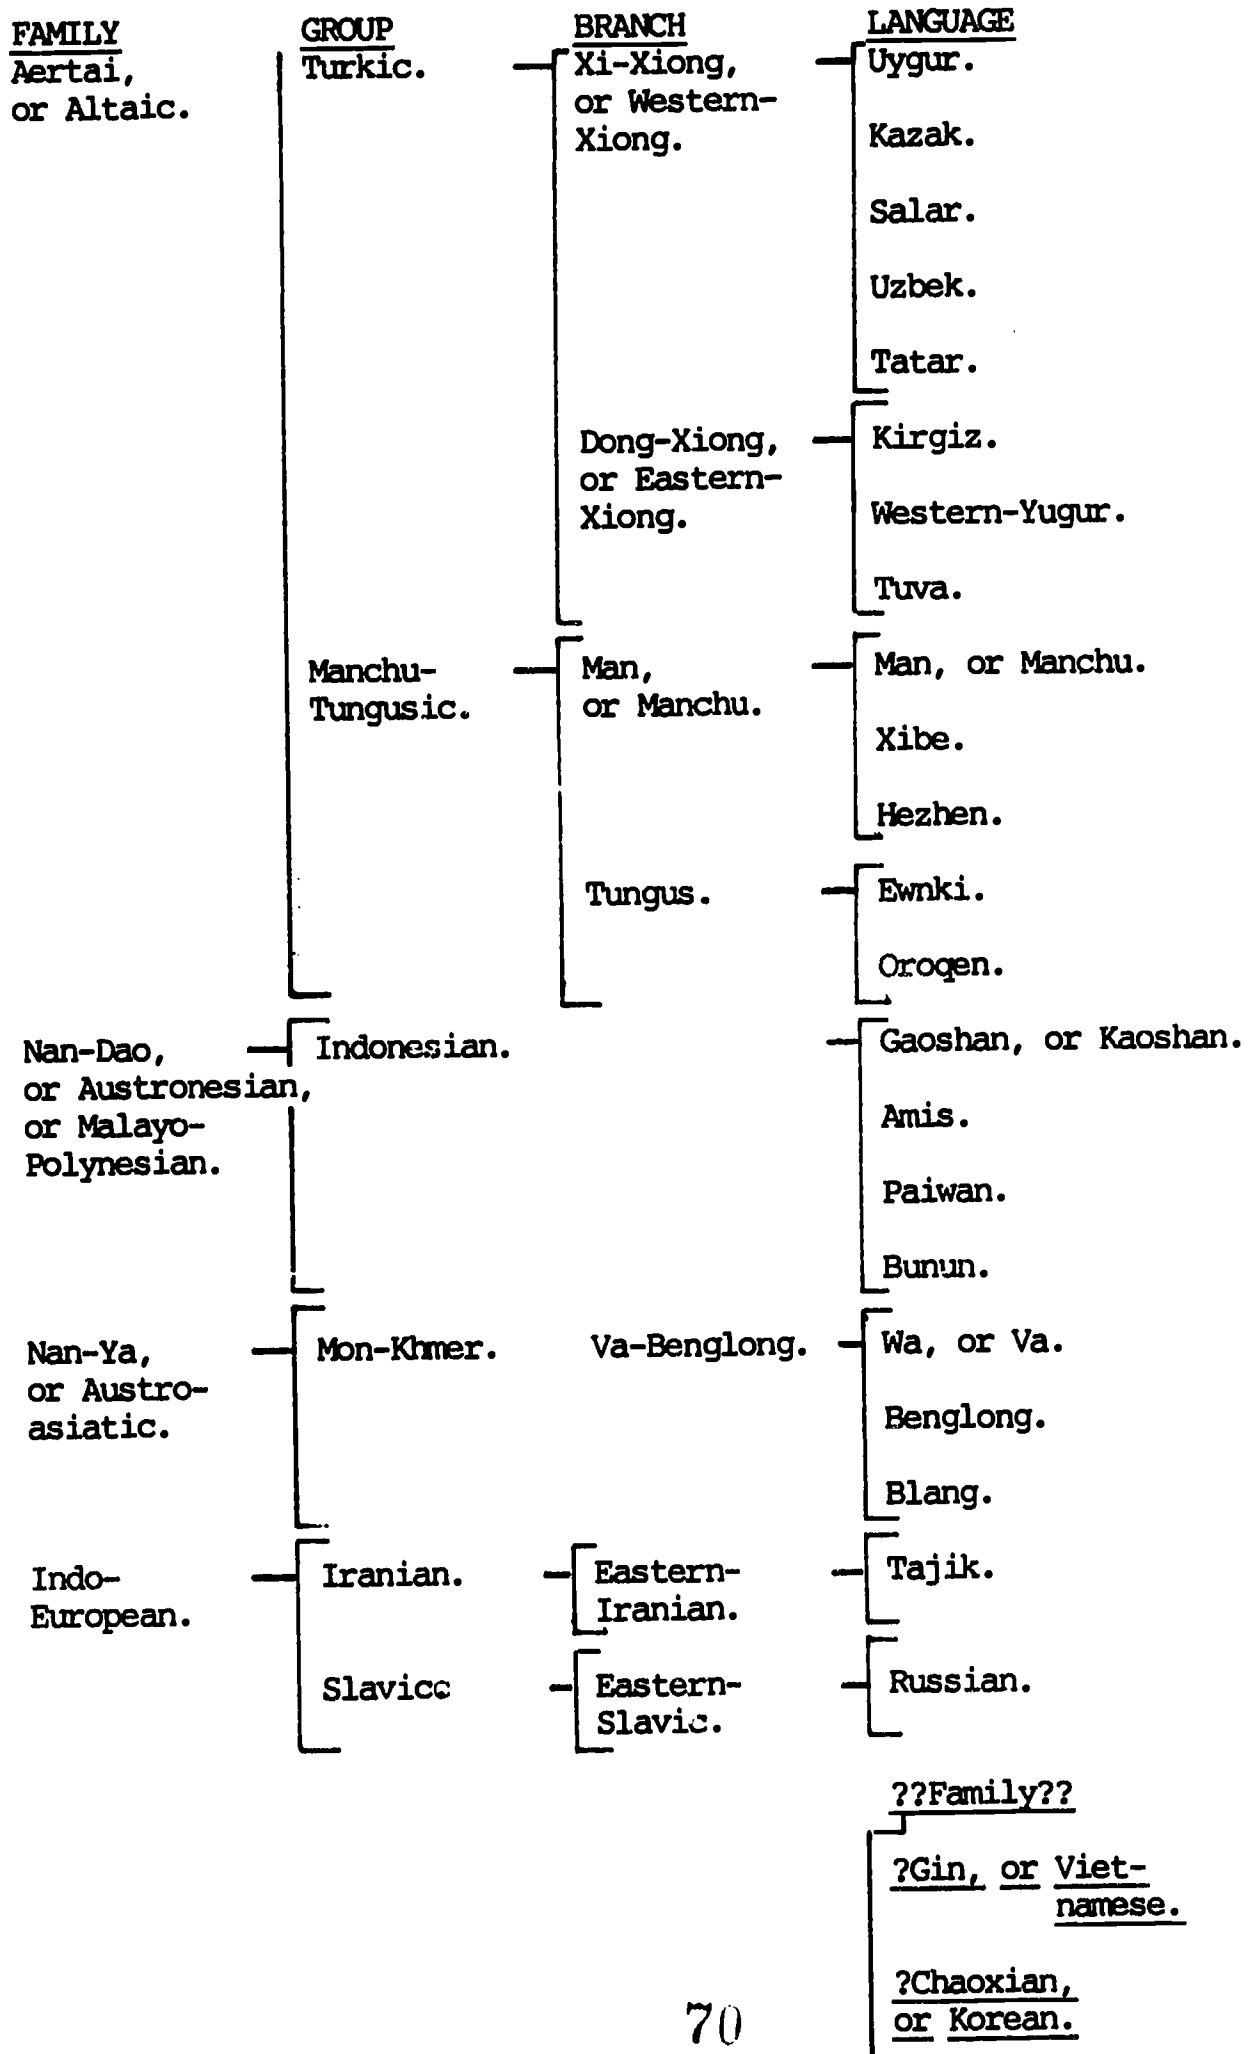 FAMILY GROUP BRANCH LANGUAGE
Aertai, Turkic. Xi-Xiong, Uygur.
or Altaic. or Western-
Xiong. Kazak.
Salar.
Uzbek.
Tatar.
Dong-Xiong, Kirgiz.
or Eastern-
Xiong. Western-Yugur.
Tuva.
Manchu- Man, Man, or Manchu.
Tungusic. or Manchu.
Xibe.
Hezhen.
Tungus. Ewnki.
Oroqen.
Nan-Dao, Indonesian. Gaoshan, or Kaoshan.
or Austronesian,
or Malayo- Amis.
Polynesian.
Paiwan.
Bunun.
Nan-Ya, Mon-Khmer. Va-Benglong. Wa, or Va.
or Austro-
asiatic. Benglong.
Blang.
Indo- Iranian. Eastern- Tajik.
European. Iranian.
Slavicc Eastern- Russian.
Slavic.
??Family??
?Gin, or Viet-
namese.
?Chaoxian,
or Korean.
70